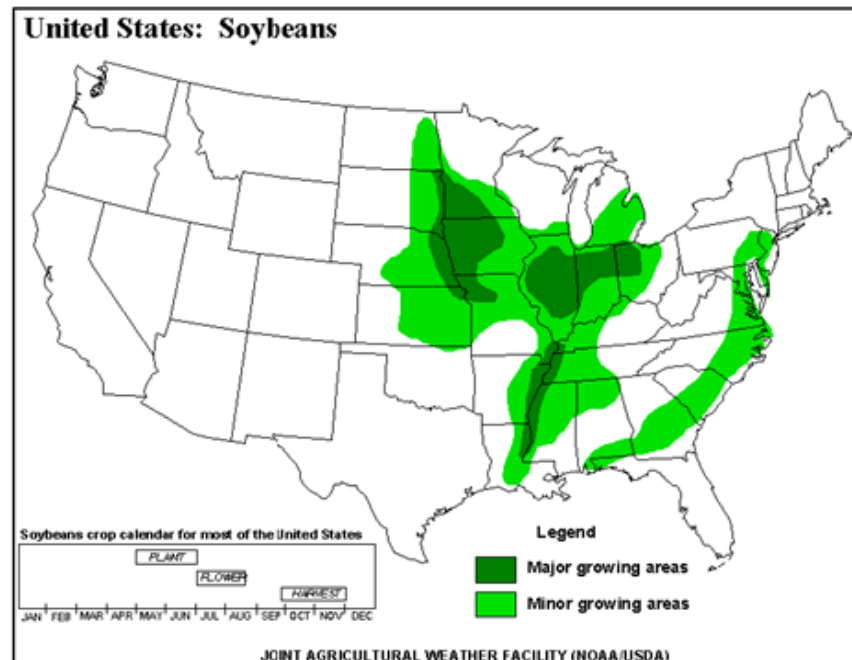 United States: Soybeans
Soybeans crop calendar for most of the United States
PLANT
FLOWER
HARVEST
JAN FEB MAR APR MAY JUN JUL AUG SEP OCT NOV DEC
Legend
Major growing areas
Minor growing areas
JOINT AGRICULTURAL WEATHER FACILITY (NOAA/USDA)